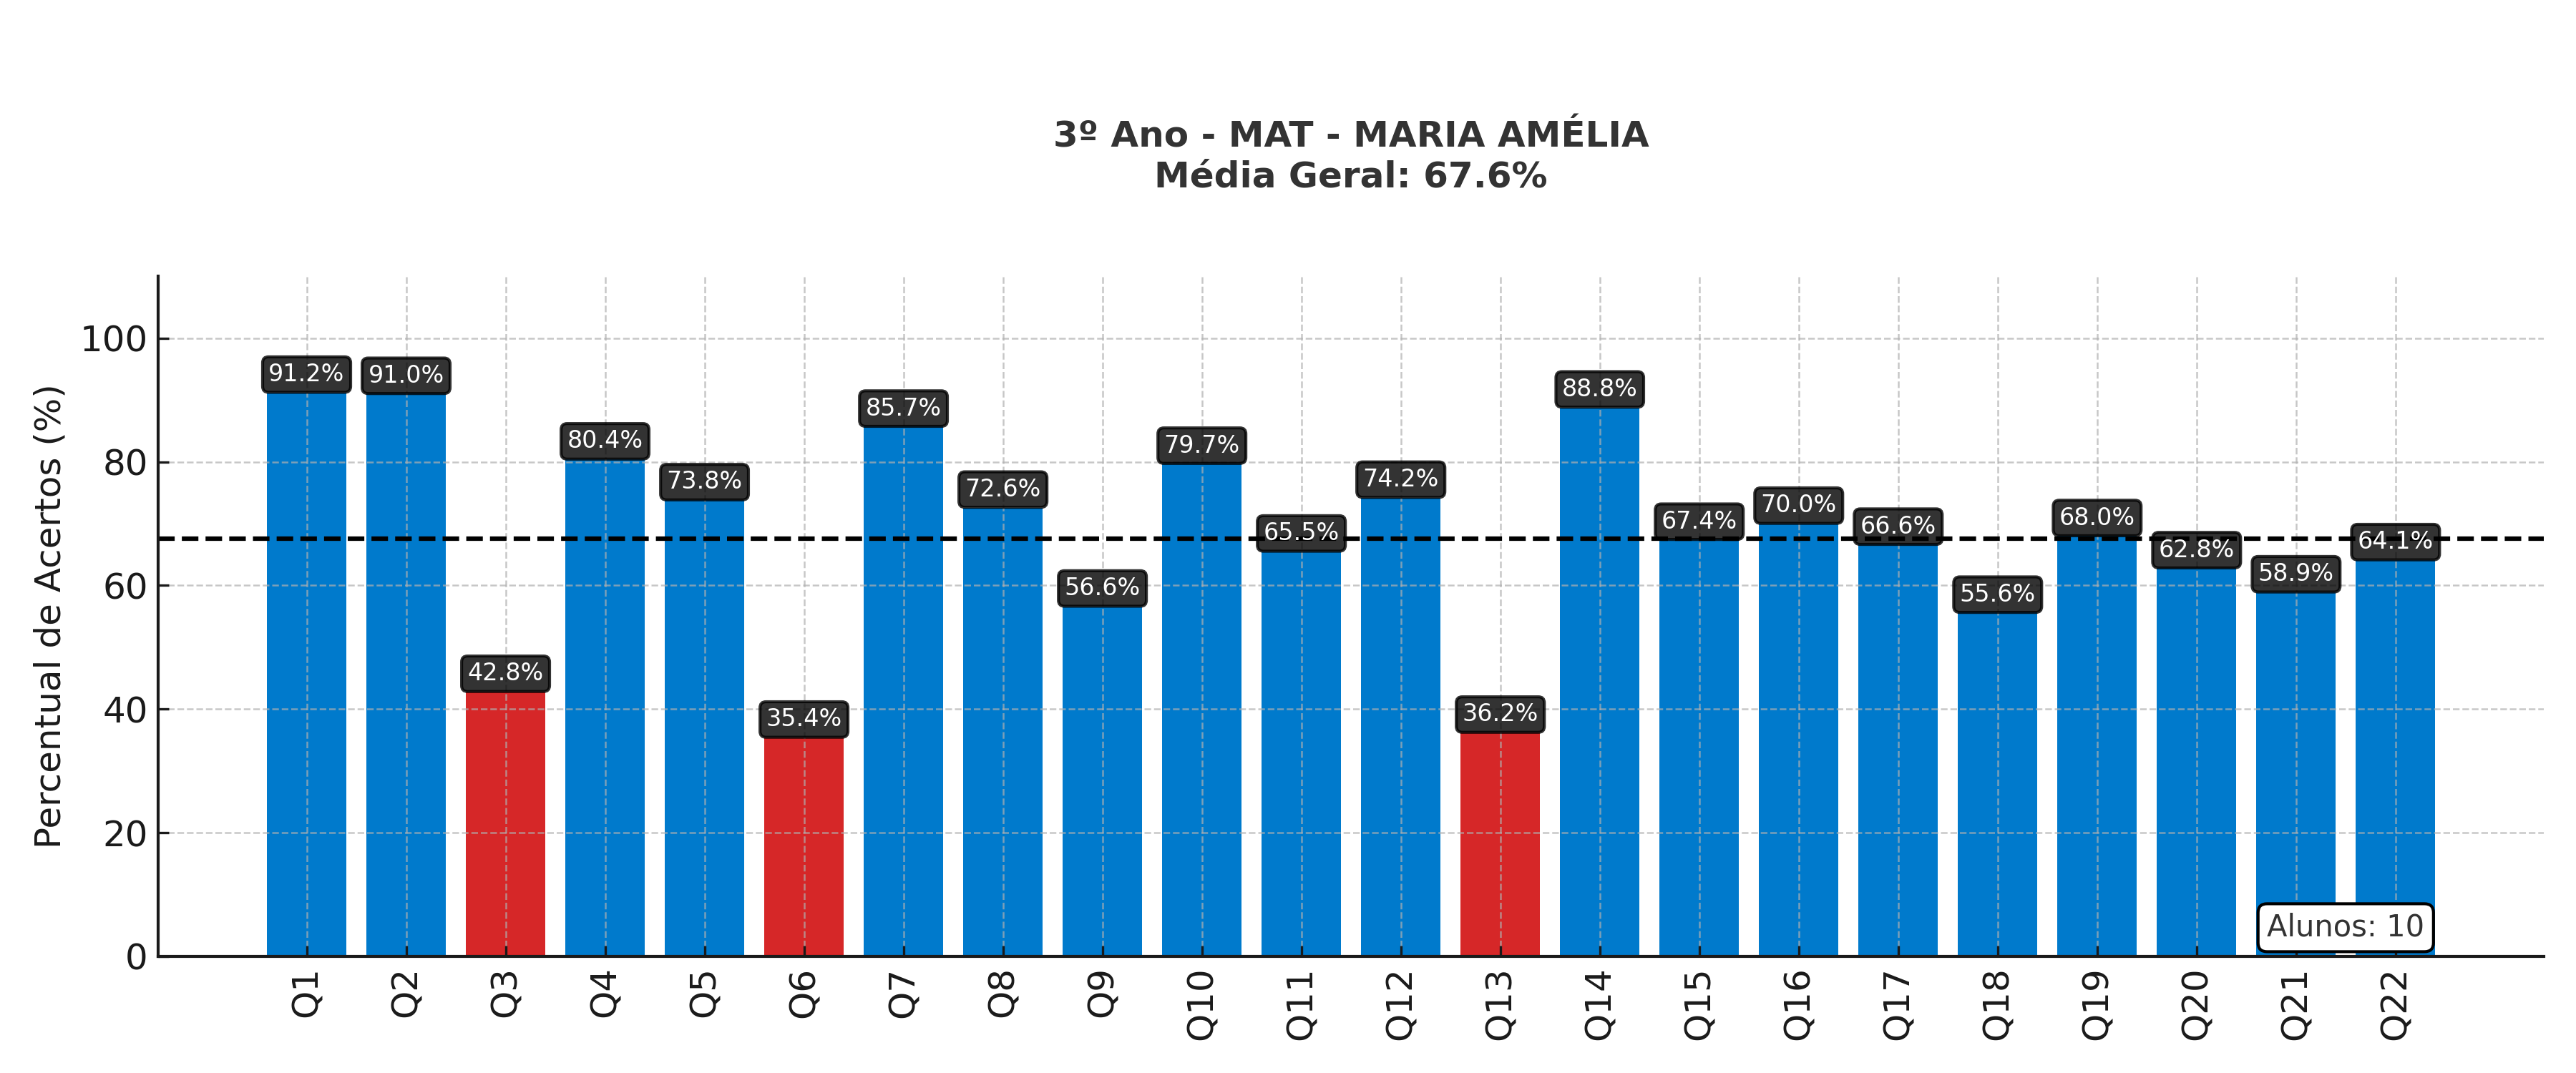 3º Ano - MAT - MARIA AMÉLIA
Média Geral: 67.6%
Percentual de Acertos (%)
100
80
60
40
20
0
91.2%
91.0%
42.8%
80.4%
73.8%
35.4%
85.7%
72.6%
56.6%
79.7%
65.5%
74.2%
36.2%
88.8%
67.4%
70.0%
66.6%
55.6%
68.0%
62.8%
58.9%
64.1%
Alunos: 10
Q1
Q2
Q3
Q4
Q5
Q6
Q7
Q8
Q9
Q10
Q11
Q12
Q13
Q14
Q15
Q16
Q17
Q18
Q19
Q20
Q21
Q22